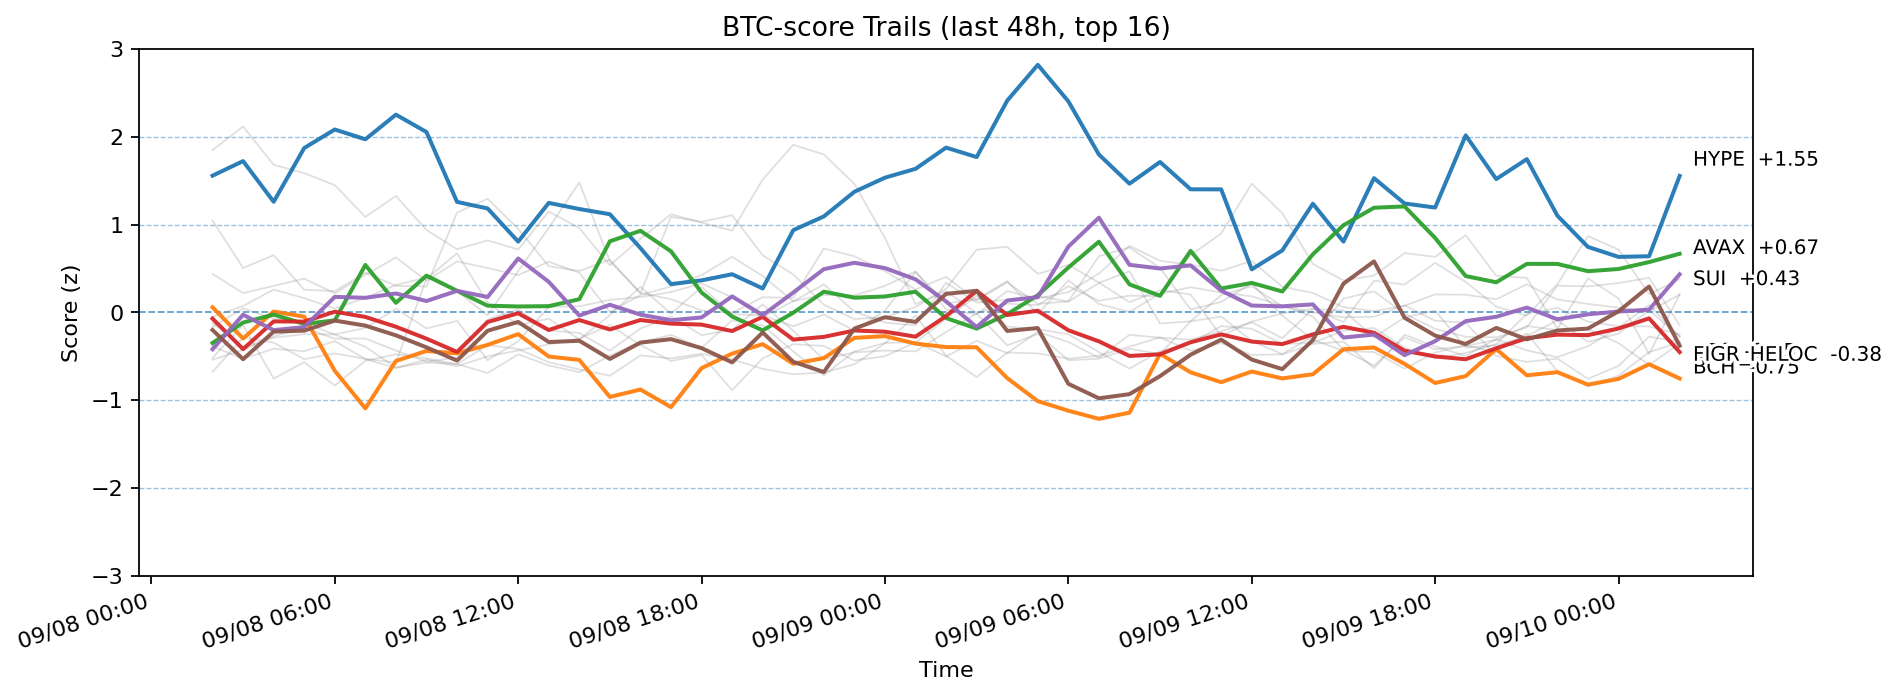 BTC-score Trails (last 48h, top 16)
Score (z)
3
2
1
0
−1
−2
−3
HYPE +1.55
AVAX +0.67
SUI +0.43
FIGR_HELOC -0.38
BCH -0.75
09/08 00:00
09/08 06:00
09/08 12:00
09/08 18:00
09/09 00:00
09/09 06:00
09/09 12:00
09/09 18:00
09/10 00:00
Time